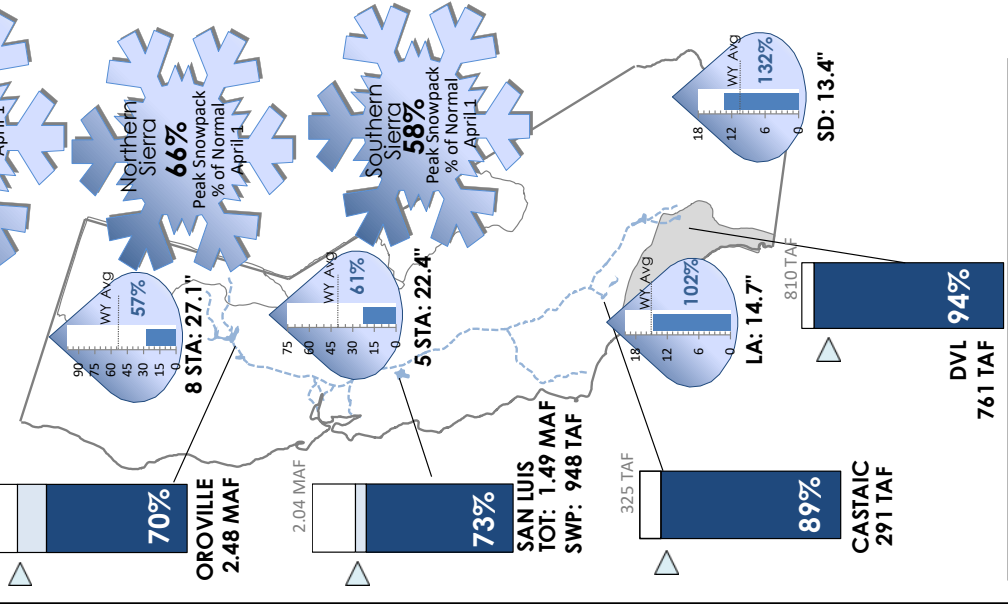 April 1
Northern
Sierra
66%
Peak Snowpack
% of Normal
April 1
Southern
Sierra
58%
Peak Snowpack
% of Normal
April 1
90
75
60
45
30
15
0
WY Avg
57%
8 STA: 27.1"
75
60
45
30
15
0
WY Avg
61%
5 STA: 22.4"
18
12
6
0
WY Avg
132%
SD: 13.4"
18
12
6
0
WY Avg
102%
LA: 14.7"
70%
OROVILLE
2.48 MAF
2.04 MAF
73%
SAN LUIS
TOT: 1.49 MAF
SWP: 948 TAF
325 TAF
89%
CASTAIC
291 TAF
810 TAF
94%
DVL
761 TAF